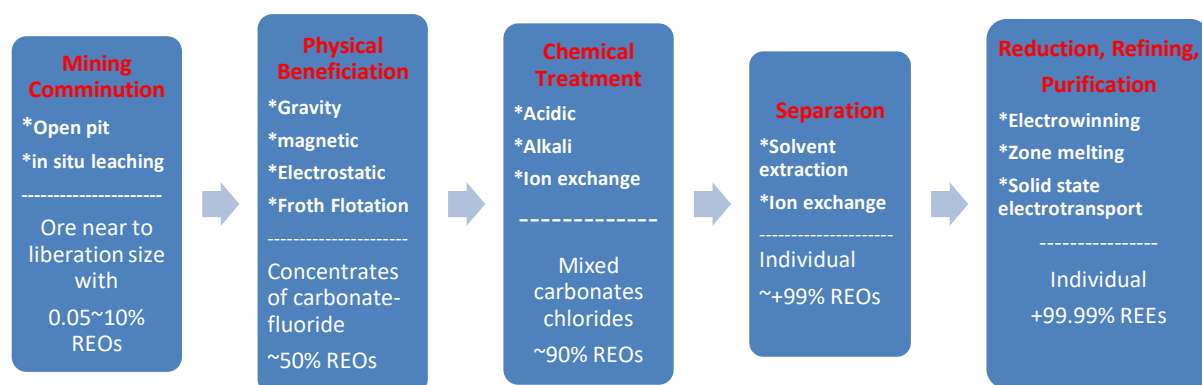 Mining
Comminution
*Open pit
*in situ leaching
---------------------
Ore near to
liberation size
with
0.05~10%
REOs
Physical
Beneficiation
*Gravity
*magnetic
*Electrostatic
*Froth Flotation
----------------------
Concentrates
of carbonate-
fluoride
~50% REOs
Chemical
Treatment
*Acidic
*Alkali
*Ion exchange
-------------
Mixed
carbonates
chlorides
~90% REOs
Separation
*Solvent
extraction
*Ion exchange
---------------------
Individual
~+99% REOs
Reduction, Refining,
Purification
*Electrowinning
*Zone melting
*Solid state
electrotransport
----------------
Individual
+99.99% REEs